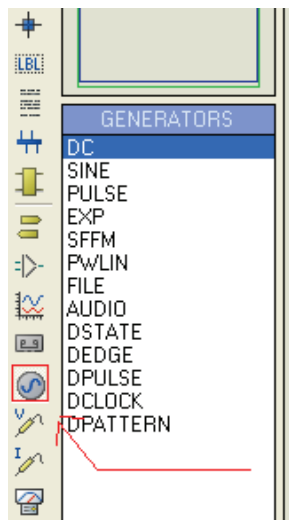 LBL
GENERATORS
DC
SINE
PULSE
EXP
SFFM
PWLIN
FILE
AUDIO
DSTATE
DEDGE
DPULSE
DCLOCK
V
DPATTERN
I